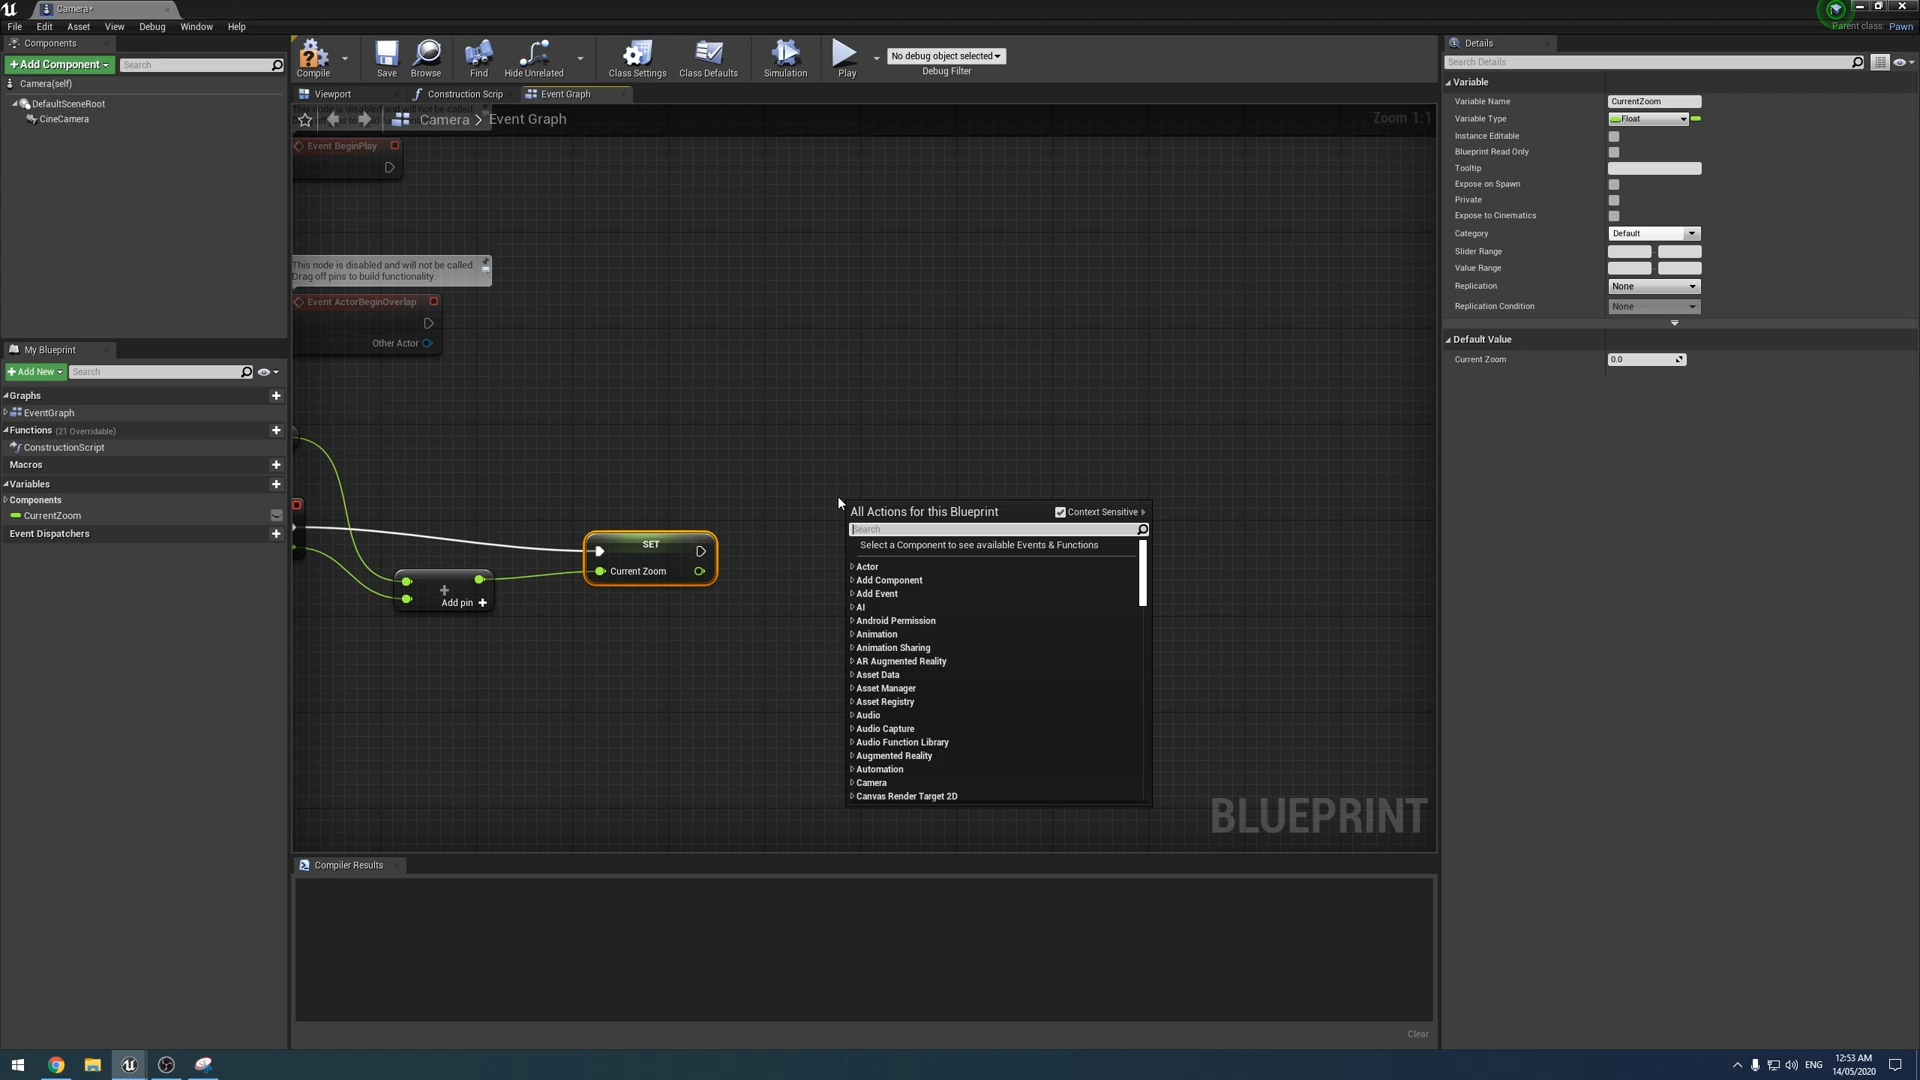 Camera*
File Edit Asset View Debug Window Help
Parent class: Pawn
Components
Add Component
Search
Camera(self)
DefaultSceneRoot
CineCamera
Compile
Save
Browse
Find
Hide Unrelated
Class Settings
Class Defaults
Simulation
Play
No debug object selected
Debug Filter
Viewport
Construction Scrip
Event Graph
This node is disabled and will not be called.
Camera > Event Graph
Zoom 1:1
Event BeginPlay
This node is disabled and will not be called.
Drag off pins to build functionality.
Event ActorBeginOverlap
Other Actor
SET
Current Zoom
Add pin
All Actions for this Blueprint
Context Sensitive
Search
Select a Component to see available Events & Functions
Actor
Add Component
Add Event
AI
Android Permission
Animation
Animation Sharing
AR Augmented Reality
Asset Data
Asset Manager
Asset Registry
Audio
Audio Capture
Audio Function Library
Augmented Reality
Automation
Camera
Canvas Render Target 2D
BLUEPRINT
My Blueprint
Add New
Search
Graphs
EventGraph
Functions (21 Overridable)
ConstructionScript
Macros
Variables
Components
CurrentZoom
Event Dispatchers
Compiler Results
Clear
Details
Search Details
Variable
Variable Name CurrentZoom
Variable Type Float
Instance Editable
Blueprint Read Only
Tooltip
Expose on Spawn
Private
Expose to Cinematics
Category Default
Slider Range
Value Range
Replication None
Replication Condition None
Default Value
Current Zoom 0.0
ENG
12:53 AM
14/05/2020